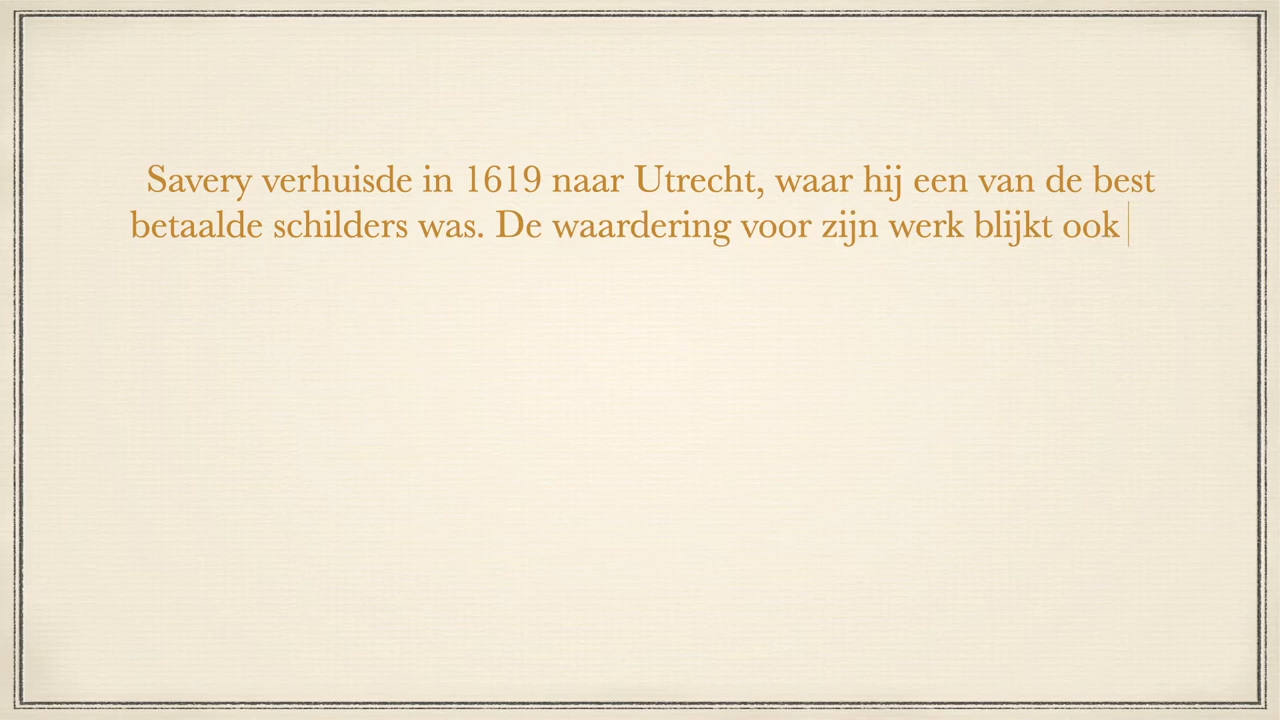 Savery verhuisde in 1619 naar Utrecht, waar hij een van de best
betaalde schilders was. De waardering voor zijn werk blijkt ook